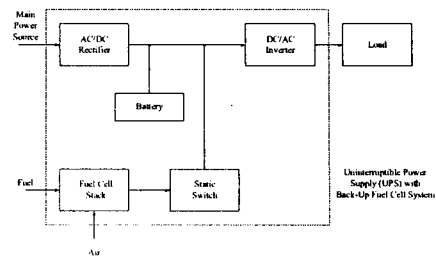 Main
Power
Source
AC/DC
Rectifier
DC/AC
Inverter
Load
Battery
Fuel
Fuel Cell
Stack
Static
Switch
Uninterruptible Power
Supply (UPS) with
Back-Up Fuel Cell System
Air